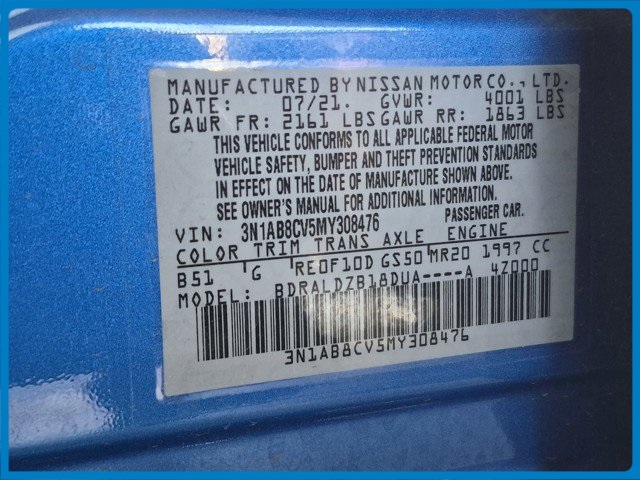 MANUFACTURED BY NISSAN MOTOR CO., LTD.
DATE: 07/21. GVWR: 4001 LBS
GAWR FR: 2161 LBS GAWR RR: 1863 LBS
THIS VEHICLE CONFORMS TO ALL APPLICABLE FEDERAL MOTOR
VEHICLE SAFETY, BUMPER AND THEFT PREVENTION STANDARDS
IN EFFECT ON THE DATE OF MANUFACTURE SHOWN ABOVE.
SEE OWNER'S MANUAL FOR ADDITIONAL INFORMATION.
VIN: 3N1AB8CV5MY308476 PASSENGER CAR.
COLOR TRIM TRANS AXLE ENGINE
B51 G RE0F10D GS50 MR20 1997 CC
MODEL: BDRALDZB18DUA----A 4Z000
3N1AB8CV5MY308476